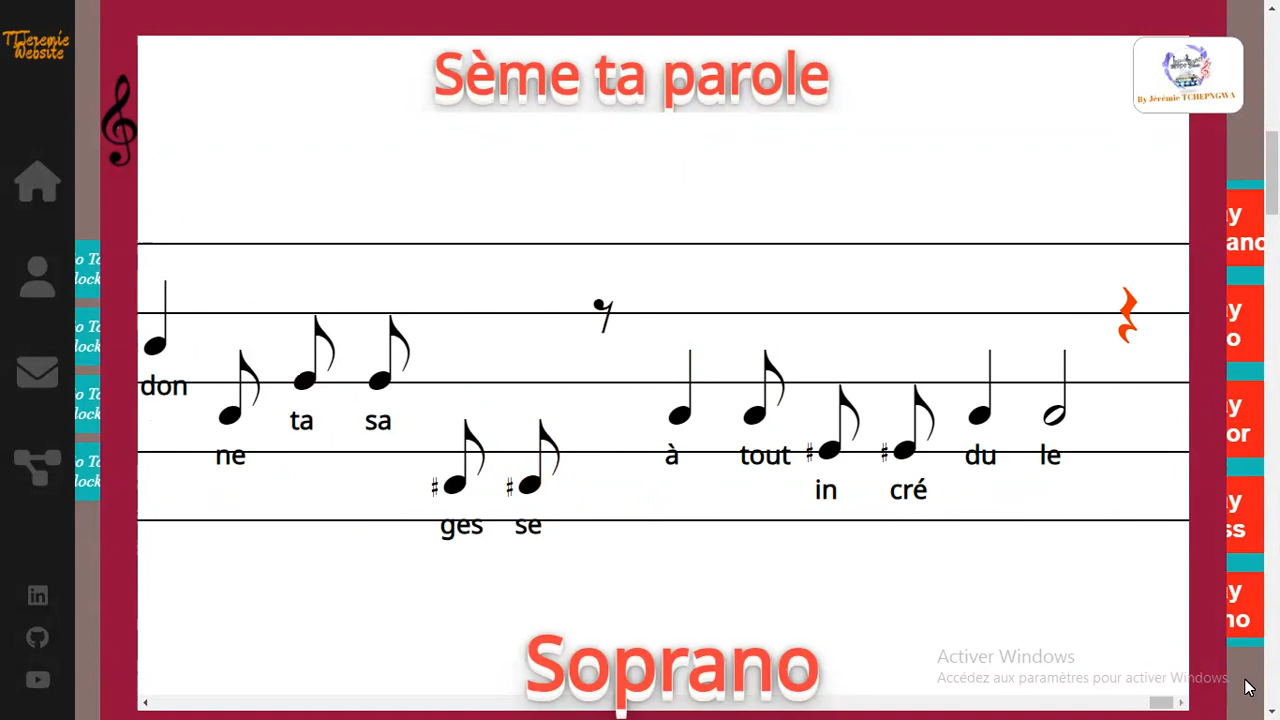 TTJeremie
Website
Sème ta parole
By Jérémie TCHEPNGWA
don
ne
ta
sa
ges
se
à
tout
in
cré
du
le
Soprano
Activer Windows
Accédez aux paramètres pour activer Windows.